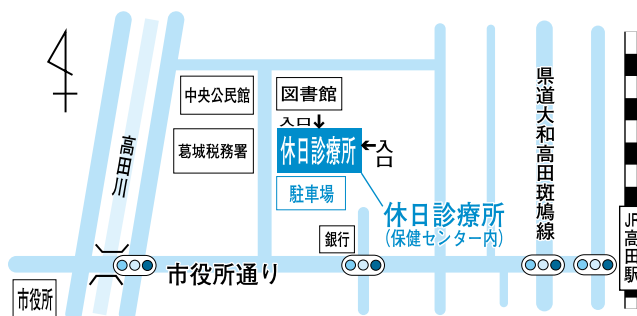 中央公民館
図書館
入口
葛城税務署
休日診療所
入口
駐車場
高田川
県道大和高田斑鳩線
休日診療所
(保健センター内)
銀行
JR高田駅
市役所通り
市役所